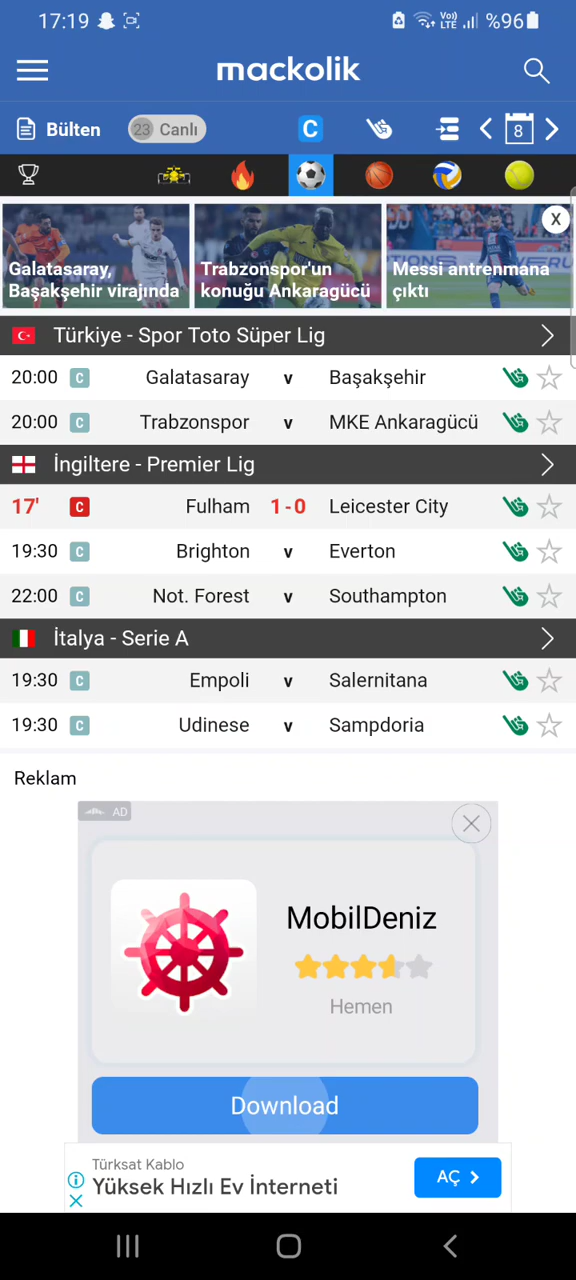 17:19 Vo)) LTE %96
mackolik
Bülten 23 Canlı C 8
X
Galatasaray, Başakşehir virajında
Trabzonspor'un konuğu Ankaragücü
Messi antrenmana çıktı
Türkiye - Spor Toto Süper Lig
20:00 C Galatasaray v Başakşehir
20:00 C Trabzonspor v MKE Ankaragücü
İngiltere - Premier Lig
17' C Fulham 1 - 0 Leicester City
19:30 C Brighton v Everton
22:00 C Not. Forest v Southampton
İtalya - Serie A
19:30 C Empoli v Salernitana
19:30 C Udinese v Sampdoria
Reklam
AD
MobilDeniz
Hemen
Download
Türksat Kablo
Yüksek Hızlı Ev İnterneti
AÇ